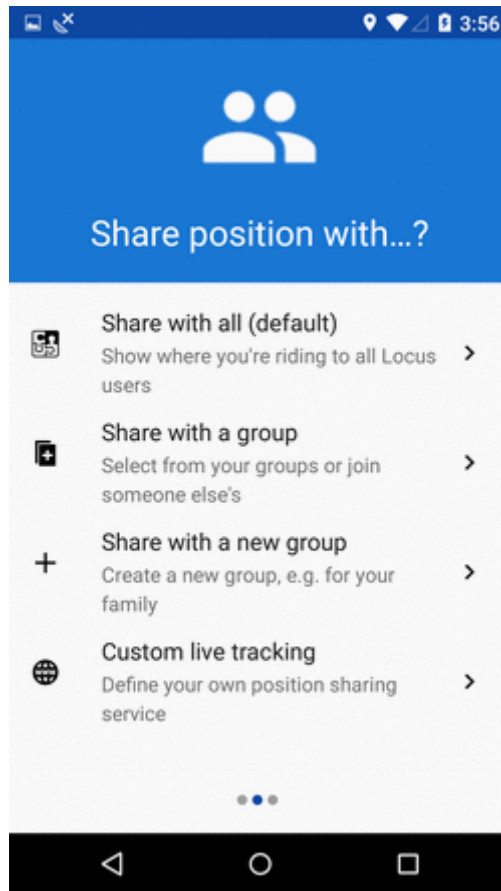 3:56
Share position with...?
Share with all (default)
Show where you're riding to all Locus
users
Share with a group
Select from your groups or join
someone else's
Share with a new group
Create a new group, e.g. for your
family
Custom live tracking
Define your own position sharing
service